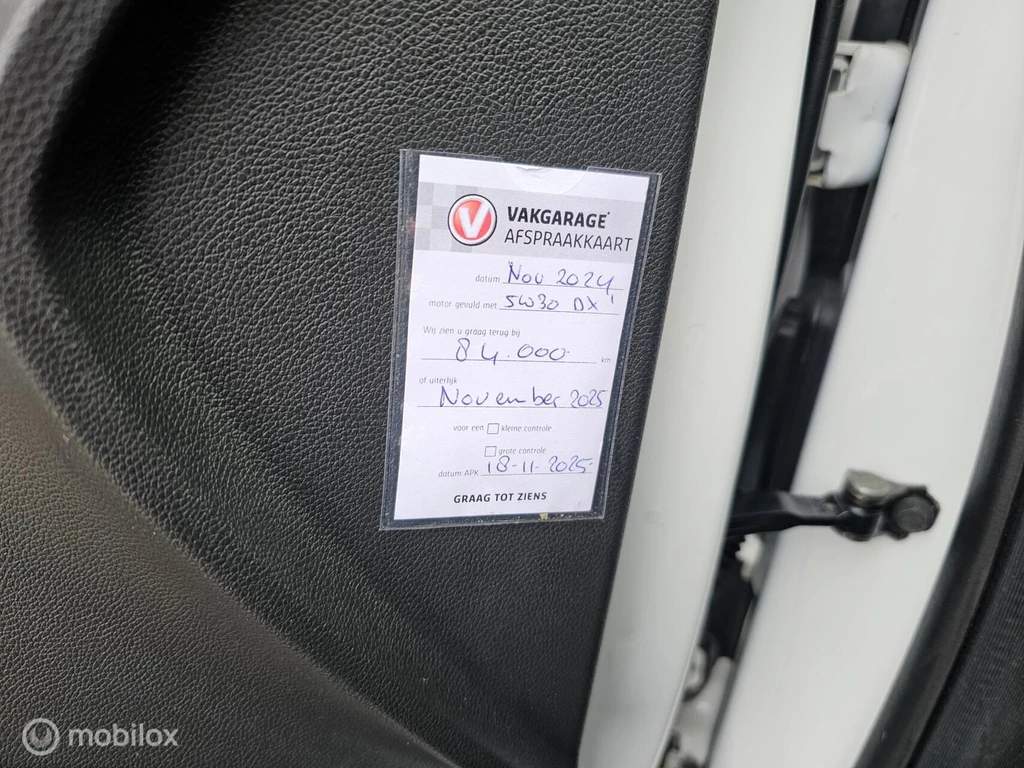 V
VAKGARAGE
AFSPRAAKKAART
datum Nov 2024
motor gevuld met 5W30 DX1
Wij zien u graag terug bij
84.000 km
of uiterlijk
November 2025
voor een kleine controle
grote controle
datum APK 18-11-2025
GRAAG TOT ZIENS
mobilox